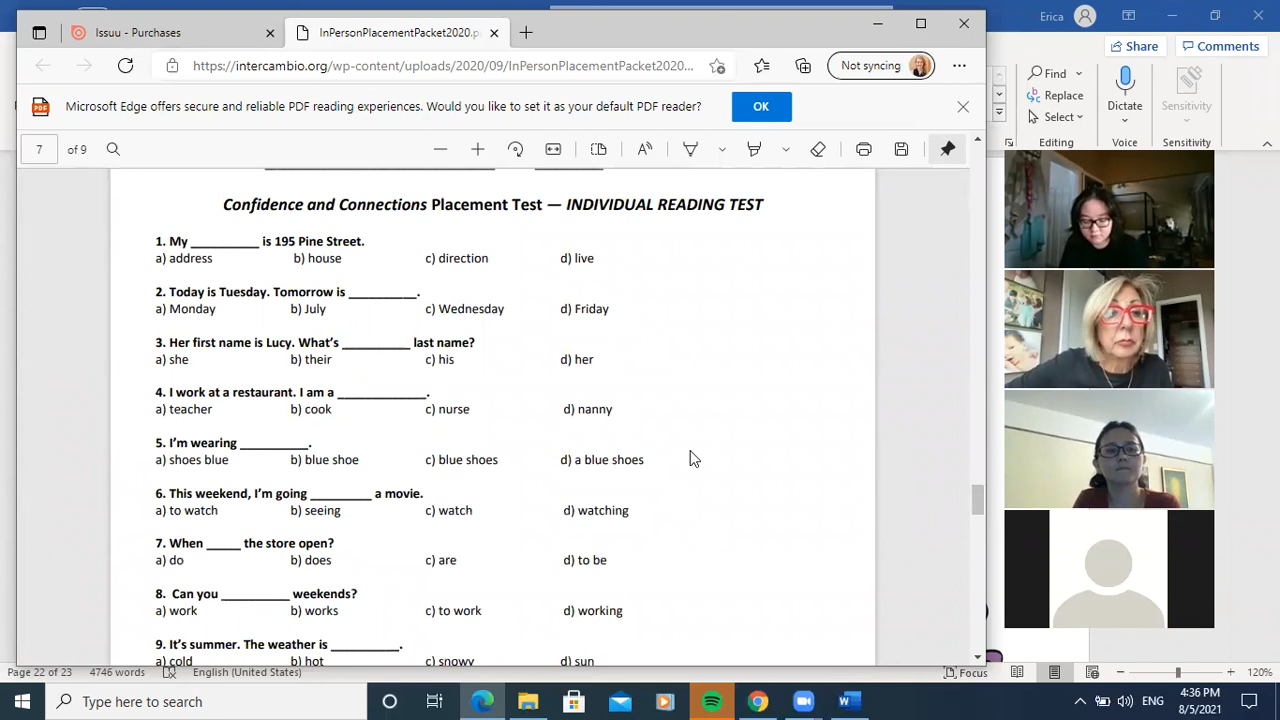 Issuu - Purchases
InPersonPlacementPacket2020.p
Erica
https://intercambio.org/wp-content/uploads/2020/09/InPersonPlacementPacket2020...
Not syncing
Share
Comments
Microsoft Edge offers secure and reliable PDF reading experiences. Would you like to set it as your default PDF reader?
OK
Find
Replace
Select
Dictate
Sensitivity
Editing
Voice
Sensitivity
7 of 9
Confidence and Connections Placement Test — INDIVIDUAL READING TEST
1. My __________ is 195 Pine Street.
a) address b) house c) direction d) live
2. Today is Tuesday. Tomorrow is __________.
a) Monday b) July c) Wednesday d) Friday
3. Her first name is Lucy. What's __________ last name?
a) she b) their c) his d) her
4. I work at a restaurant. I am a _____________.
a) teacher b) cook c) nurse d) nanny
5. I'm wearing __________.
a) shoes blue b) blue shoe c) blue shoes d) a blue shoes
6. This weekend, I'm going _________ a movie.
a) to watch b) seeing c) watch d) watching
7. When _____ the store open?
a) do b) does c) are d) to be
8. Can you __________ weekends?
a) work b) works c) to work d) working
9. It's summer. The weather is __________.
a) cold b) hot c) snowy d) sun
Page 22 of 23 4746 words English (United States) Focus 120%
Type here to search
ENG
4:36 PM
8/5/2021